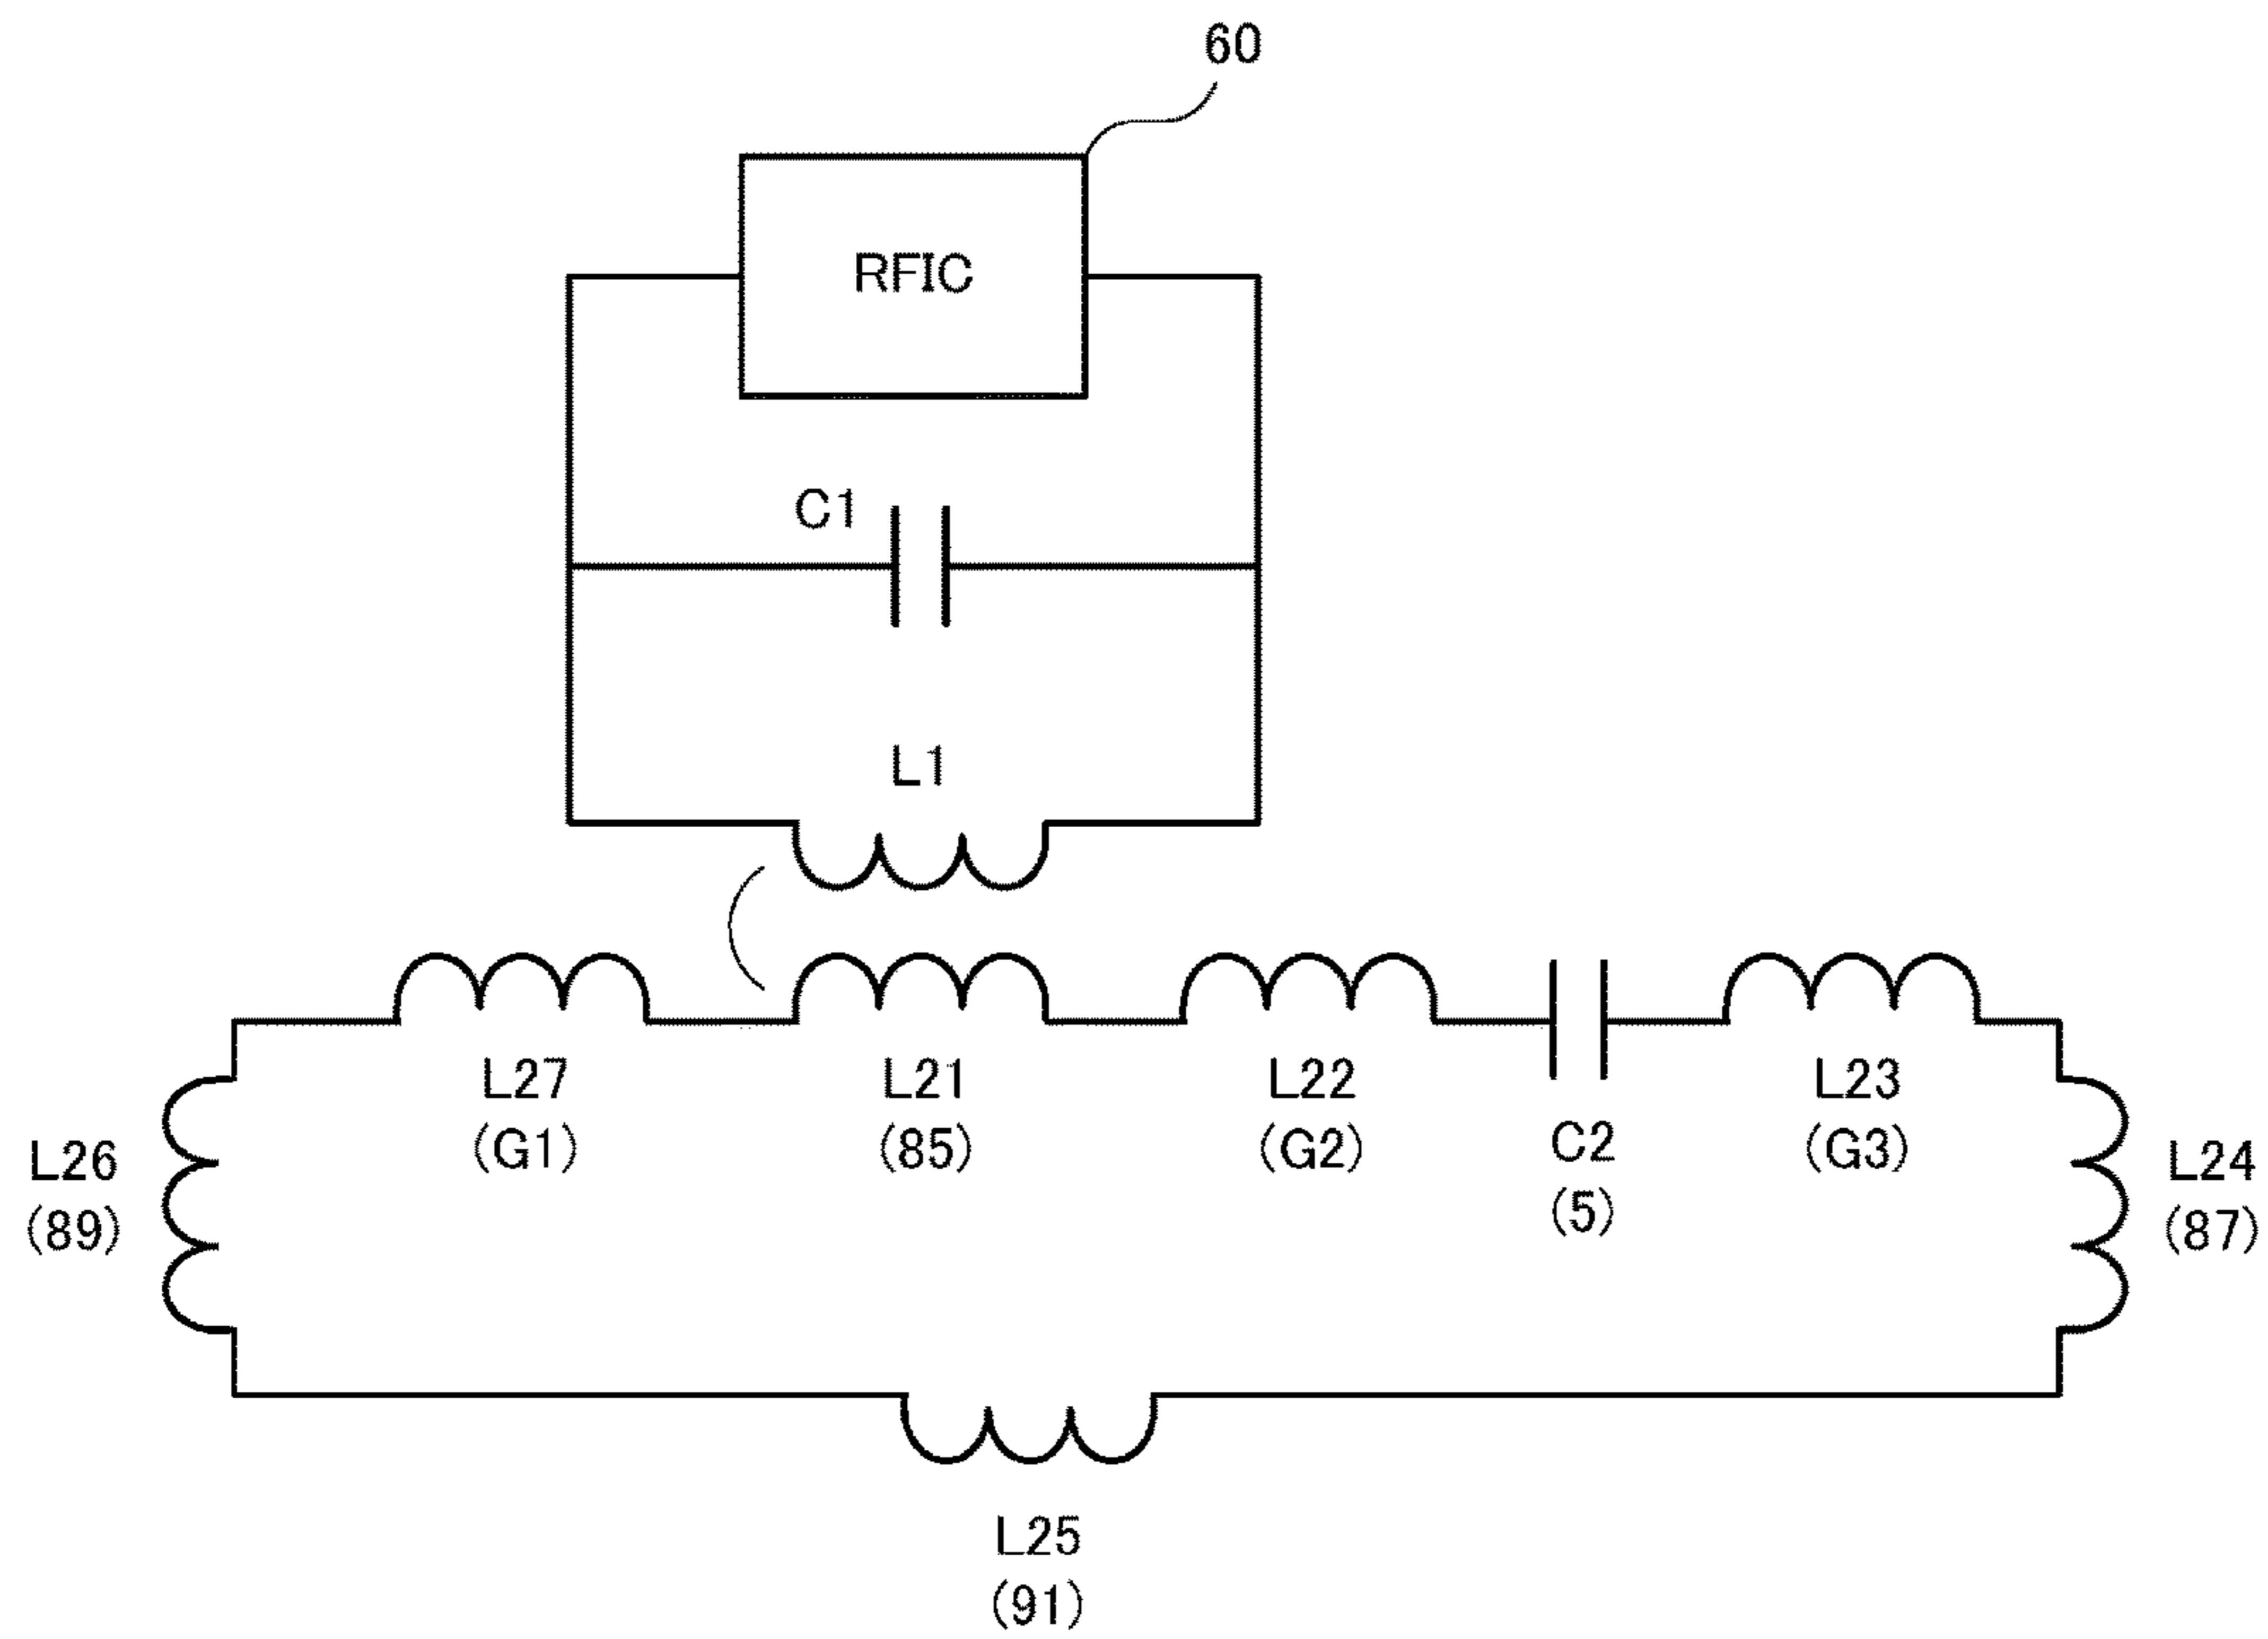 60
RFIC
C1
L1
L27
(G1)
L21
(85)
L22
(G2)
C2
(5)
L23
(G3)
L26
(89)
L24
(87)
L25
(91)